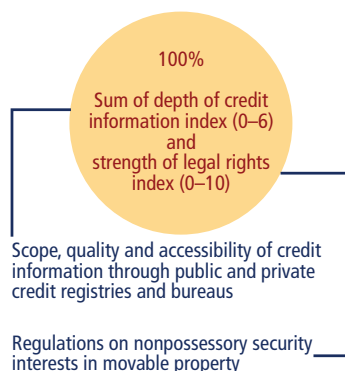 100%
Sum of depth of credit
information index (0–6)
and
strength of legal rights
index (0–10)
Scope, quality and accessibility of credit
information through public and private
credit registries and bureaus
Regulations on nonpossessory security
interests in movable property